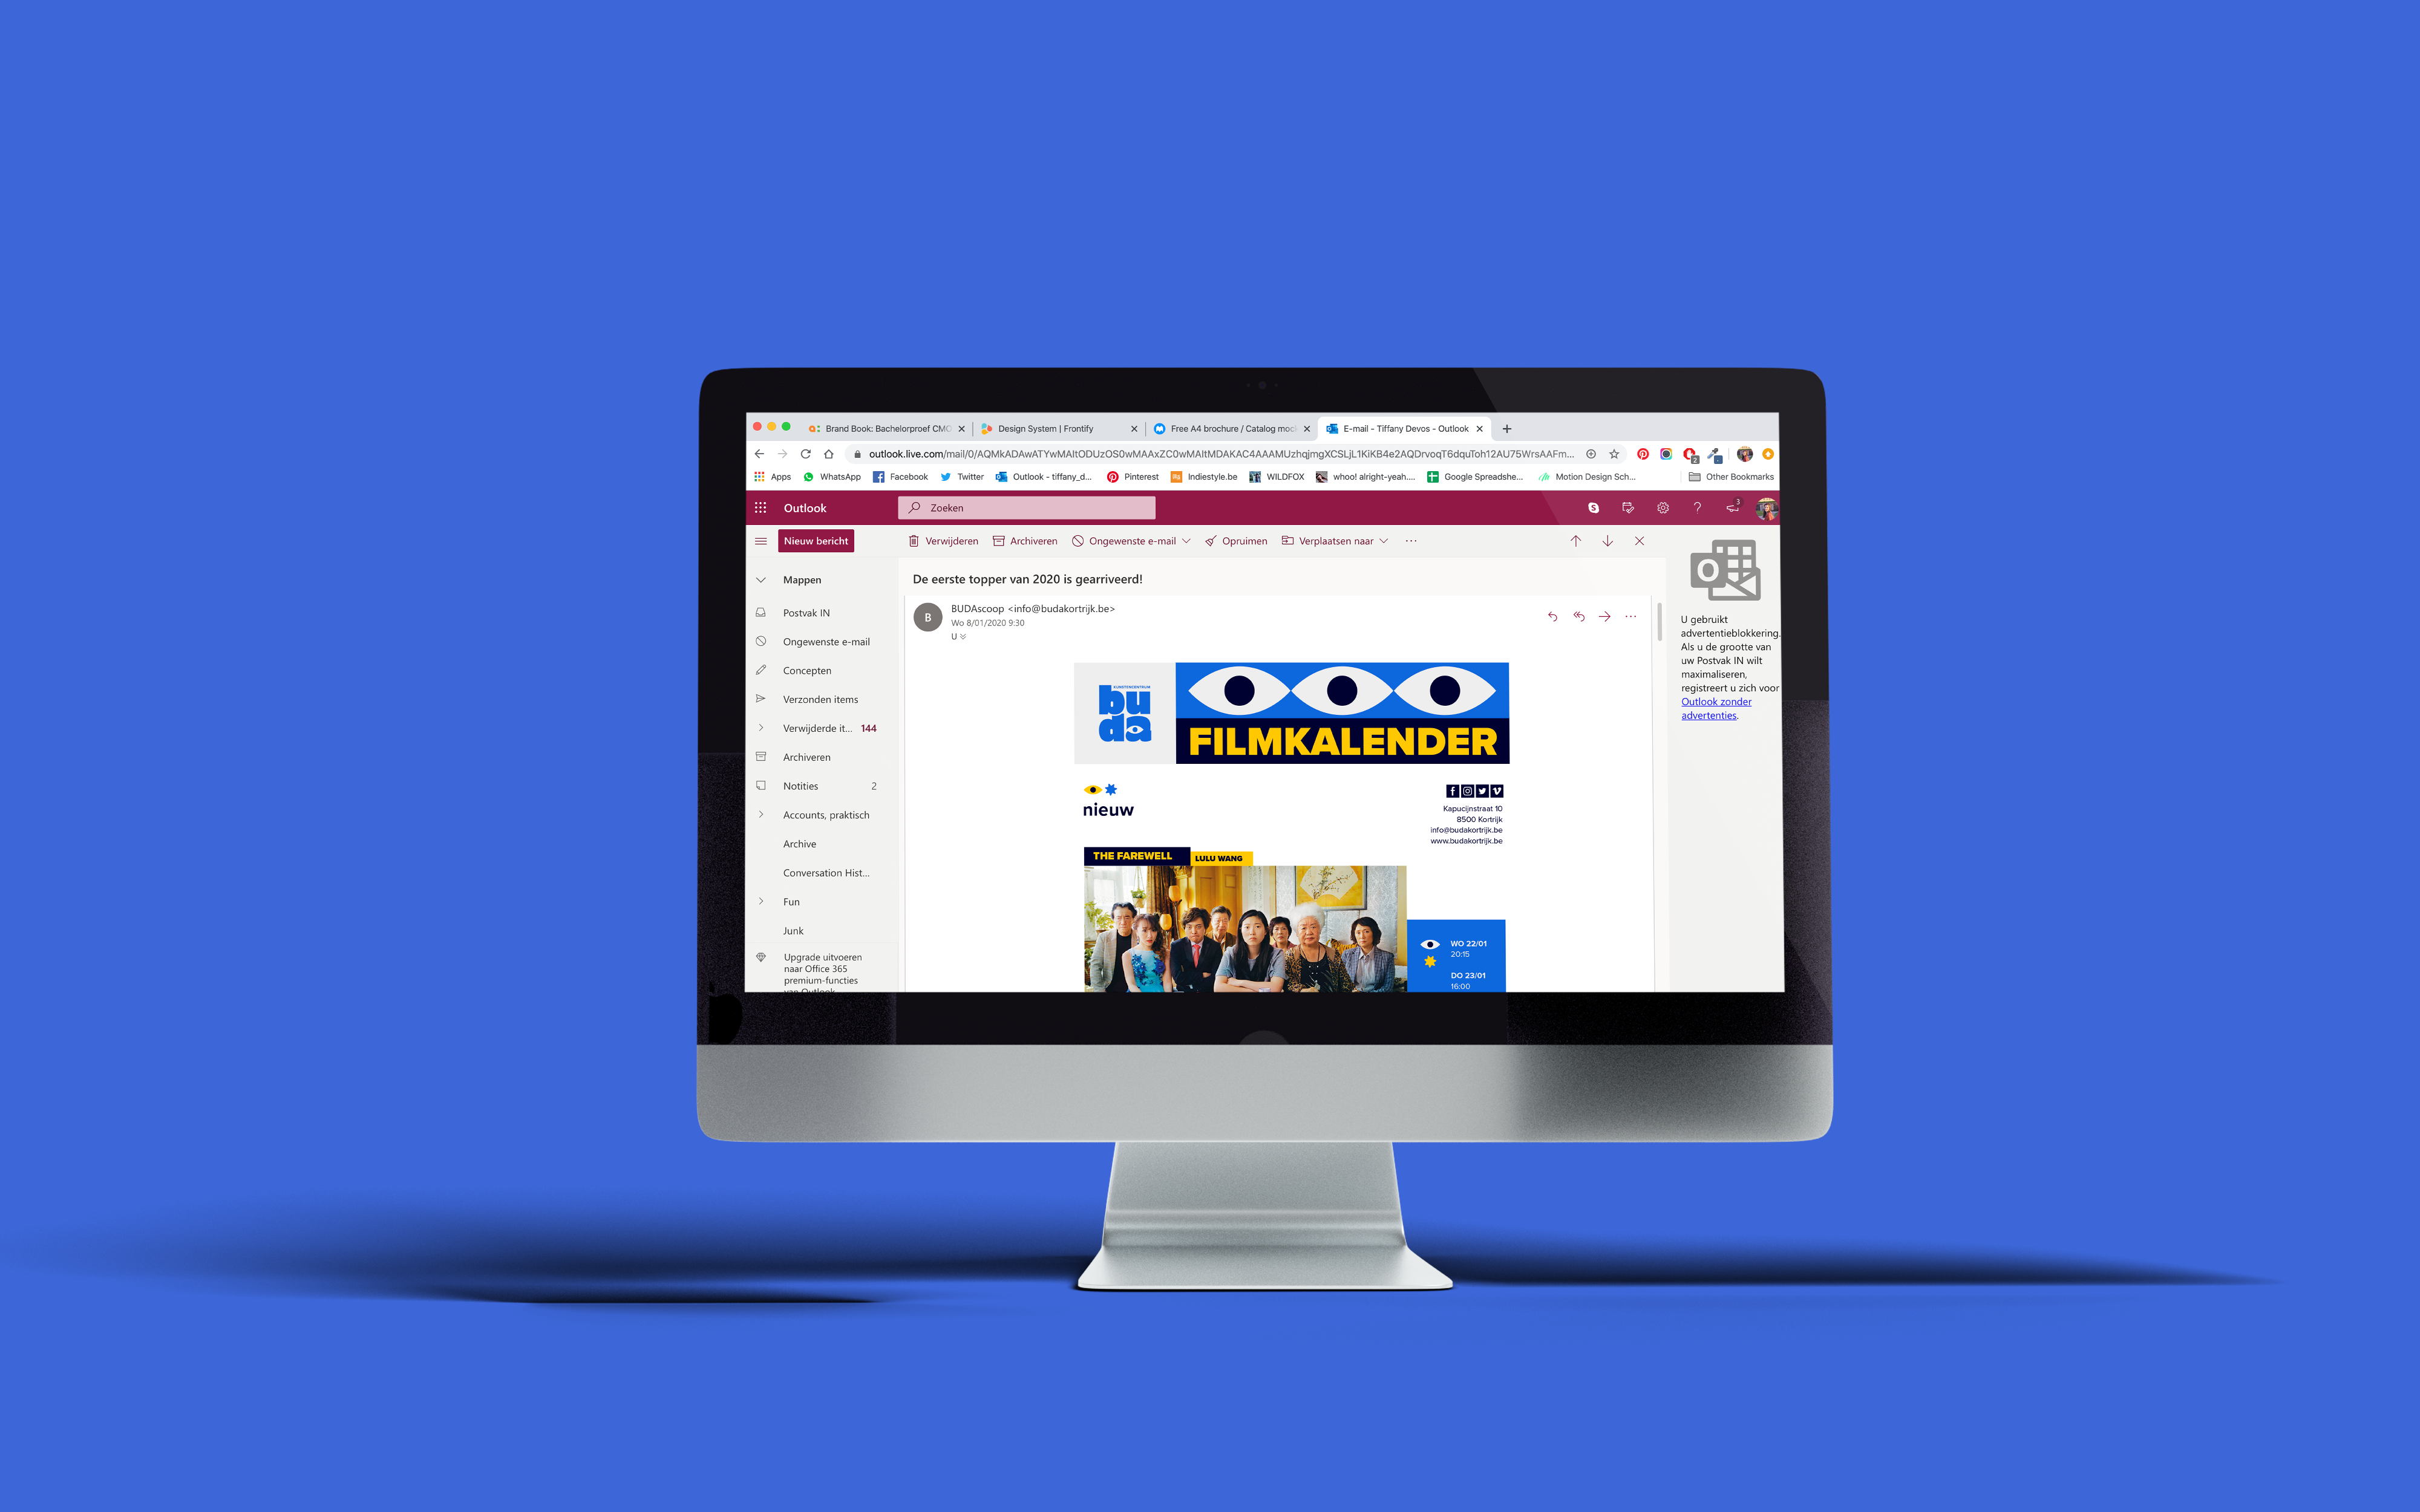 Brand Book: Bachelorproef CMO
Design System | Frontify
Free A4 brochure / Catalog mock
E-mail - Tiffany Devos - Outlook
outlook.live.com/mail/0/AQMkADAwATYwMAItODUzOS0wMAAxZC0wMAItMDAKAC4AAAMUzhqjmgXCSLjL1KiKB4e2AQDrvoqT6dquToh12AU75WrsAAFm...
2
Apps
WhatsApp
Facebook
Twitter
Outlook - tiffany_d...
Pinterest
Indiestyle.be
WILDFOX
whoo! alright-yeah....
Google Spreadshe...
Motion Design Sch...
Other Bookmarks
Outlook
Zoeken
3
Nieuw bericht
Verwijderen
Archiveren
Ongewenste e-mail
Opruimen
Verplaatsen naar
Mappen
Postvak IN
Ongewenste e-mail
Concepten
Verzonden items
Verwijderde it... 144
Archiveren
Notities 2
Accounts, praktisch
Archive
Conversation Hist...
Fun
Junk
Upgrade uitvoeren
naar Office 365
premium-functies
van Outlook
De eerste topper van 2020 is gearriveerd!
B
BUDAscoop <info@budakortrijk.be>
Wo 8/01/2020 9:30
U
KUNSTENCENTRUM
buda
FILMKALENDER
nieuw
Kapucijnstraat 10
8500 Kortrijk
info@budakortrijk.be
www.budakortrijk.be
THE FAREWELL
LULU WANG
WO 22/01
20:15
DO 23/01
16:00
U gebruikt
advertentieblokkering.
Als u de grootte van
uw Postvak IN wilt
maximaliseren,
registreert u zich voor
Outlook zonder
advertenties.